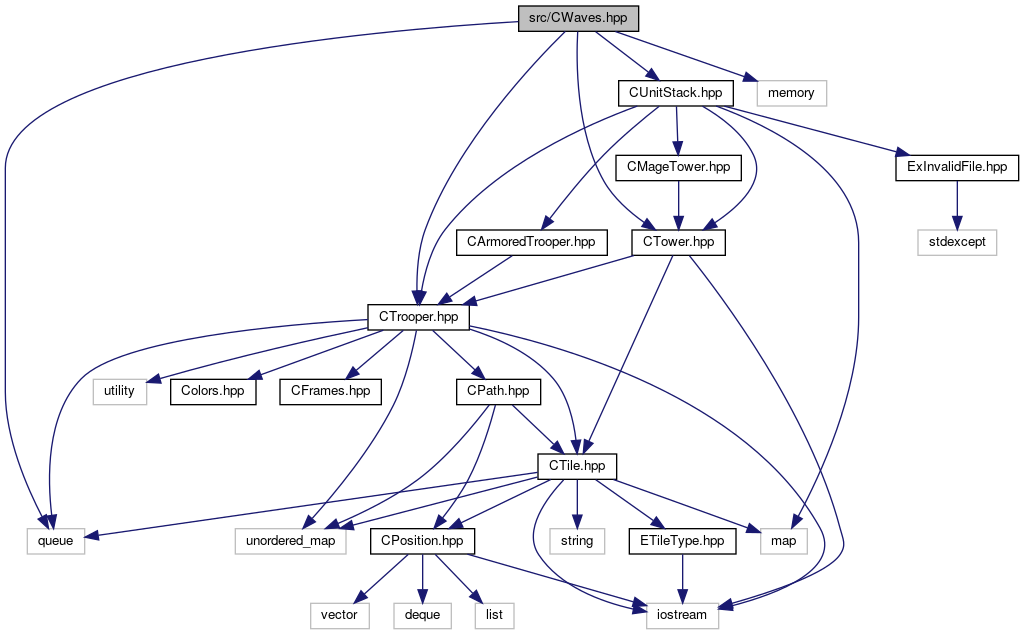 src/CWaves.hpp
CUnitStack.hpp
memory
CMageTower.hpp
ExInvalidFile.hpp
CArmoredTrooper.hpp
CTower.hpp
stdexcept
CTrooper.hpp
utility
Colors.hpp
CFrames.hpp
CPath.hpp
CTile.hpp
queue
unordered_map
CPosition.hpp
string
ETileType.hpp
map
vector
deque
list
iostream